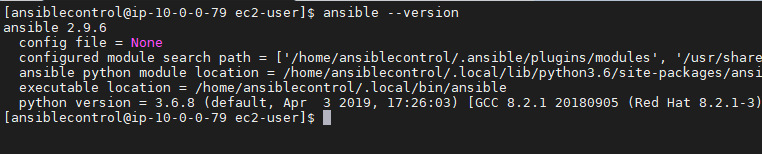 [ansiblecontrol@ip-10-0-0-79 ec2-user]$ ansible --version
ansible 2.9.6
  config file = None
  configured module search path = ['/home/ansiblecontrol/.ansible/plugins/modules', '/usr/share
  ansible python module location = /home/ansiblecontrol/.local/lib/python3.6/site-packages/ansi
  executable location = /home/ansiblecontrol/.local/bin/ansible
  python version = 3.6.8 (default, Apr  3 2019, 17:26:03) [GCC 8.2.1 20180905 (Red Hat 8.2.1-3)
[ansiblecontrol@ip-10-0-0-79 ec2-user]$